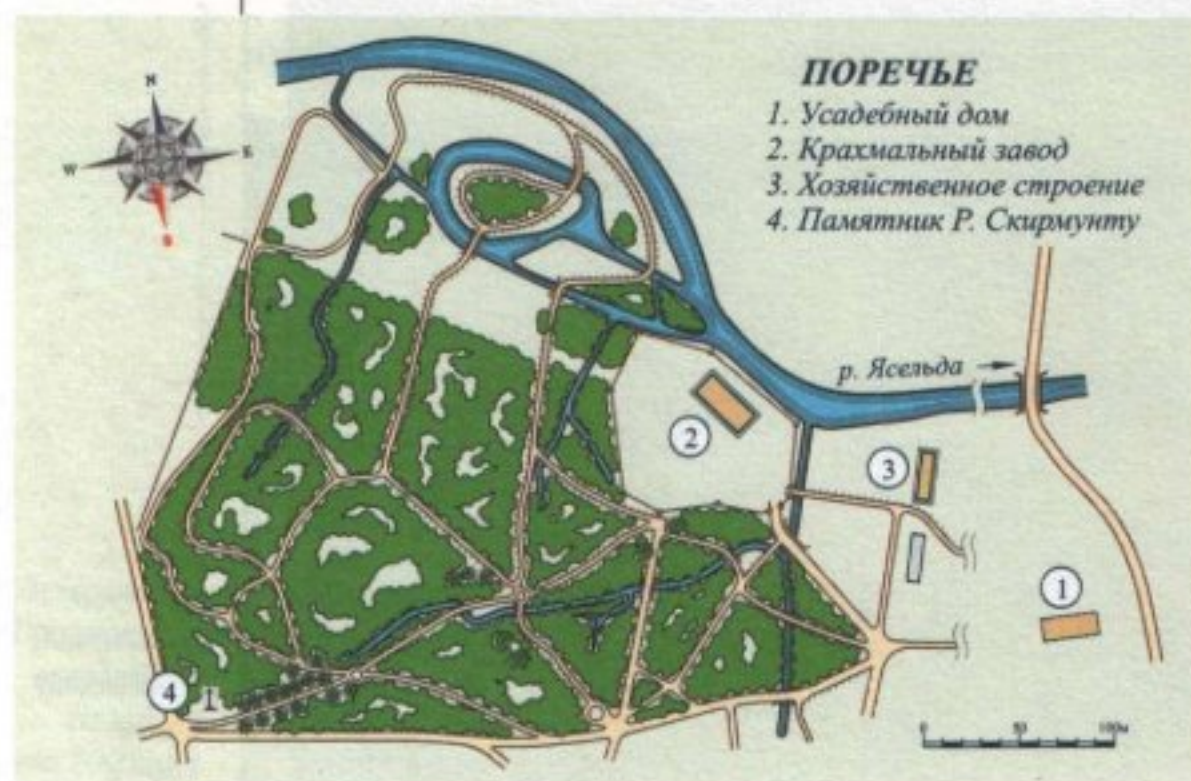 ПОРЕЧЬЕ
1. Усадебный дом
2. Крахмальный завод
3. Хозяйственное строение
4. Памятник Р. Скирмунту
N
W
E
S
р. Ясельда
2
3
1
4
0 50 100м